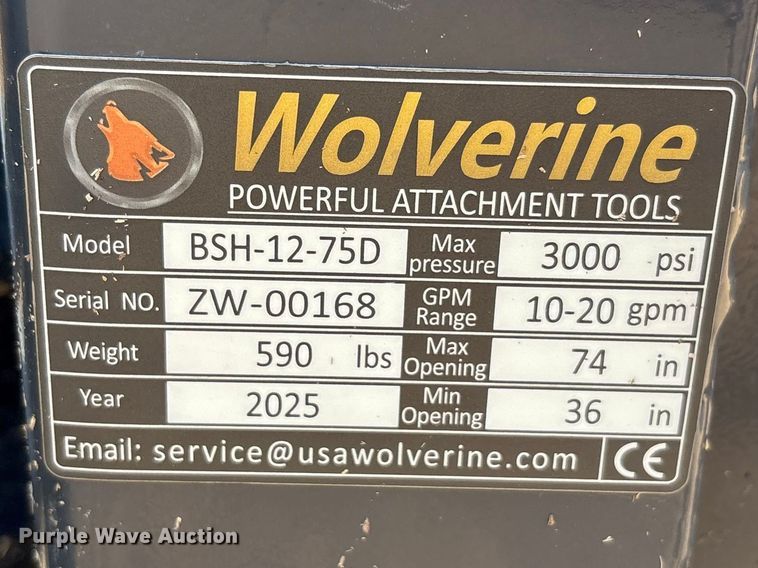 Wolverine
POWERFUL ATTACHMENT TOOLS
Model BSH-12-75D Max pressure 3000 psi
Serial NO. ZW-00168 GPM Range 10-20 gpm
Weight 590 lbs Max Opening 74 in
Year 2025 Min Opening 36 in
Email: service@usawolverine.com CE
Purple Wave Auction